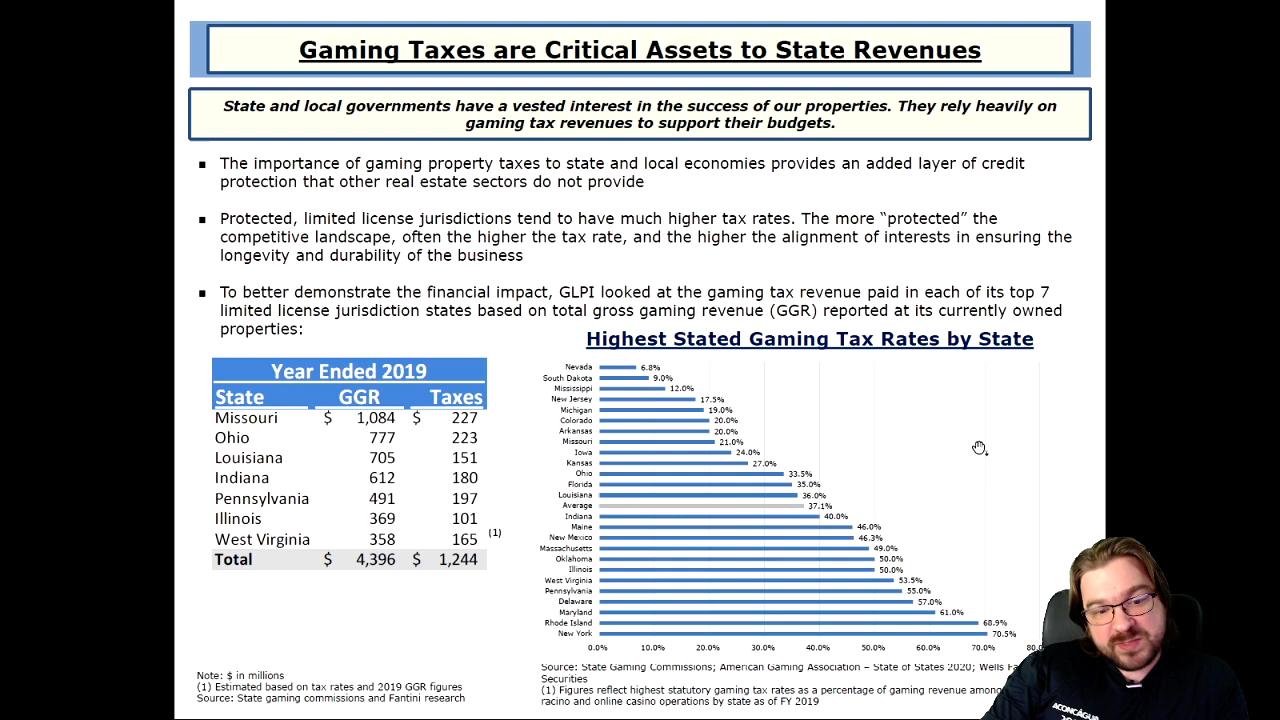 Gaming Taxes are Critical Assets to State Revenues
State and local governments have a vested interest in the success of our properties. They rely heavily on
gaming tax revenues to support their budgets.
▪ The importance of gaming property taxes to state and local economies provides an added layer of credit
protection that other real estate sectors do not provide
▪ Protected, limited license jurisdictions tend to have much higher tax rates. The more “protected” the
competitive landscape, often the higher the tax rate, and the higher the alignment of interests in ensuring the
longevity and durability of the business
▪ To better demonstrate the financial impact, GLPI looked at the gaming tax revenue paid in each of its top 7
limited license jurisdiction states based on total gross gaming revenue (GGR) reported at its currently owned
properties:
Year Ended 2019
State GGR Taxes
Missouri $ 1,084 $ 227
Ohio 777 223
Louisiana 705 151
Indiana 612 180
Pennsylvania 491 197
Illinois 369 101
West Virginia 358 165 (1)
Total $ 4,396 $ 1,244
Note: $ in millions
(1) Estimated based on tax rates and 2019 GGR figures
Source: State gaming commissions and Fantini research
Highest Stated Gaming Tax Rates by State
Nevada 6.8%
South Dakota 9.0%
Mississippi 12.0%
New Jersey 17.5%
Michigan 19.0%
Colorado 20.0%
Arkansas 20.0%
Missouri 21.0%
Iowa 24.0%
Kansas 27.0%
Ohio 33.5%
Florida 35.0%
Louisiana 36.0%
Average 37.1%
Indiana 40.0%
Maine 46.0%
New Mexico 46.3%
Massachusetts 49.0%
Oklahoma 50.0%
Illinois 50.0%
West Virginia 53.5%
Pennsylvania 55.0%
Delaware 57.0%
Maryland 61.0%
Rhode Island 68.9%
New York 70.5%
0.0% 10.0% 20.0% 30.0% 40.0% 50.0% 60.0% 70.0%
Source: State Gaming Commissions; American Gaming Association – State of States 2020; Wells
Securities
(1) Figures reflect highest statutory gaming tax rates as a percentage of gaming revenue among
racino and online casino operations by state as of FY 2019
ACONCAGUA